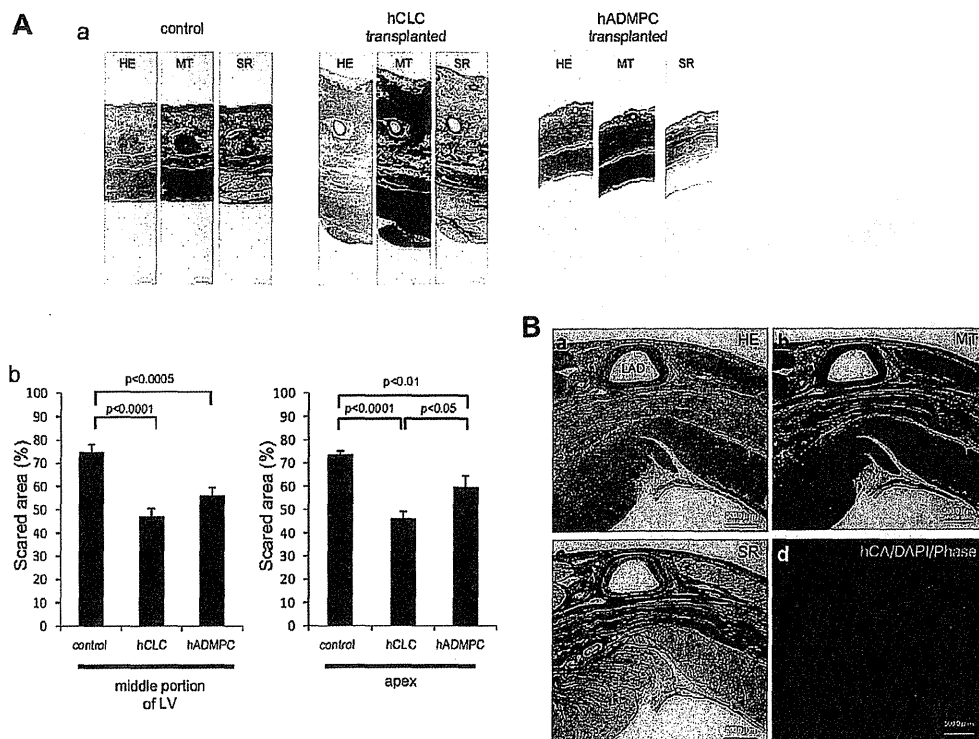 A
a
control
HE MT SR
hCLC
transplanted
HE MT SR
hADMPC
transplanted
HE MT SR
b
p<0.0005
p<0.0001
100
90
80
70
60
50
40
30
20
10
0
Scared area (%)
control hCLC hADMPC
middle portion
of LV
p<0.01
p<0.0001 p<0.05
100
90
80
70
60
50
40
30
20
10
0
Scared area (%)
control hCLC hADMPC
apex
B
a HE
LAD
b MT
SR
d hCA/DAPI/Phase